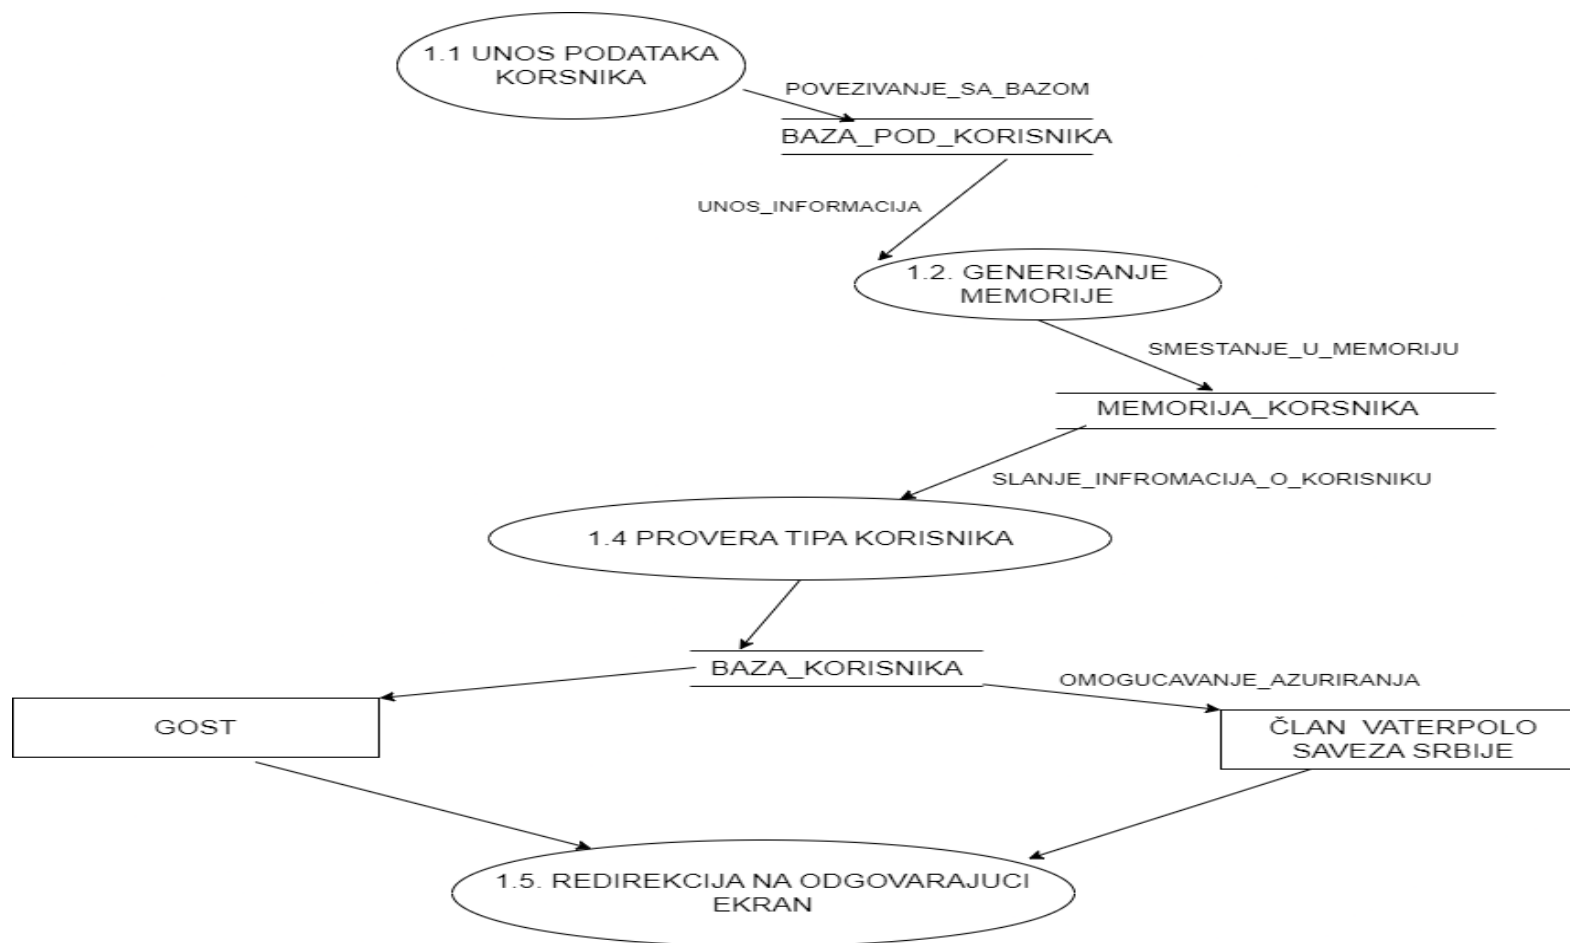 1.1 UNOS PODATAKA
KORSNIKA
POVEZIVANJE_SA_BAZOM
BAZA_POD_KORISNIKA
UNOS_INFORMACIJA
1.2. GENERISANJE
MEMORIJE
SMESTANJE_U_MEMORIJU
MEMORIJA_KORSNIKA
SLANJE_INFROMACIJA_O_KORISNIKU
1.4 PROVERA TIPA KORISNIKA
BAZA_KORISNIKA
OMOGUCAVANJE_AZURIRANJA
GOST
ČLAN VATERPOLO
SAVEZA SRBIJE
1.5. REDIREKCIJA NA ODGOVARAJUCI
EKRAN